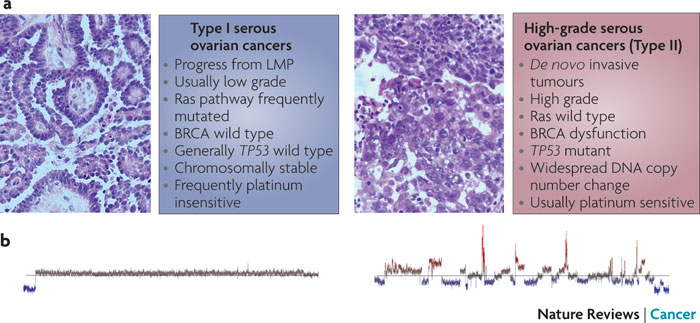 a
Type I serous
ovarian cancers
• Progress from LMP
• Usually low grade
• Ras pathway frequently
mutated
• BRCA wild type
• Generally TP53 wild type
• Chromosomally stable
• Frequently platinum
insensitive
High-grade serous
ovarian cancers (Type II)
• De novo invasive
tumours
• High grade
• Ras wild type
• BRCA dysfunction
• TP53 mutant
• Widespread DNA copy
number change
• Usually platinum sensitive
b
Nature Reviews | Cancer